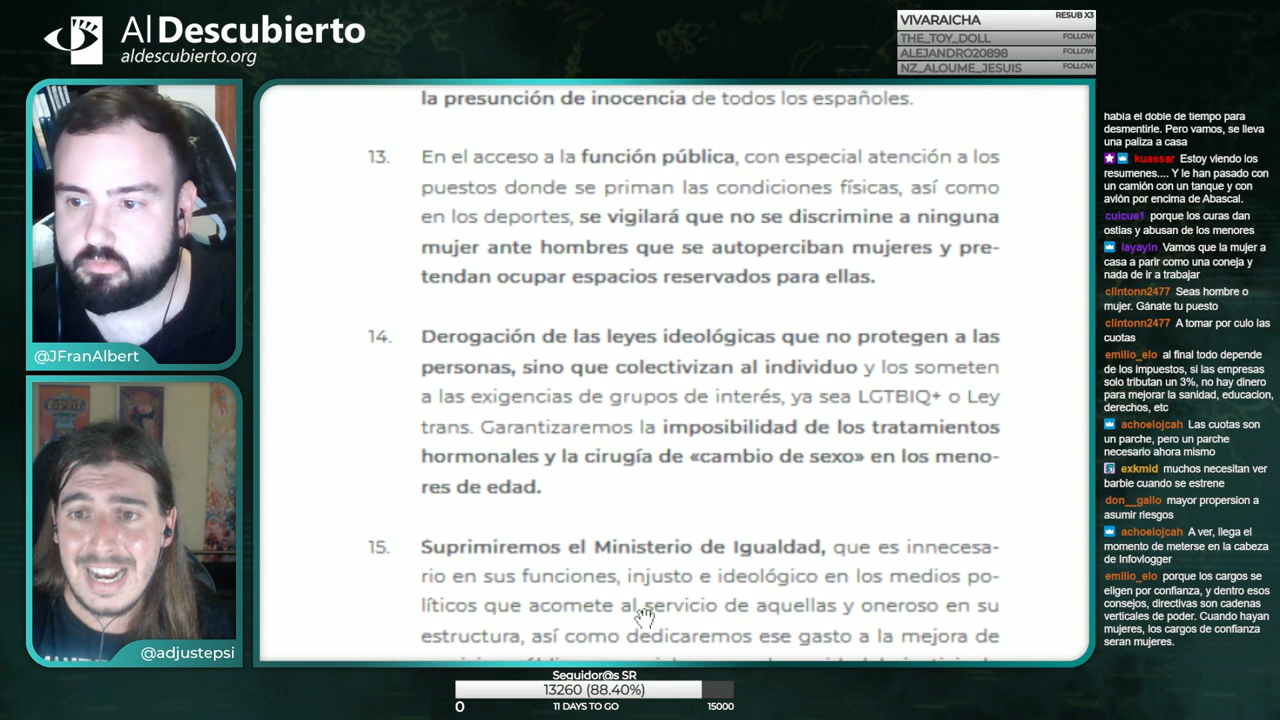 Al Descubierto
aldescubierto.org
VIVARAICHA RESUB X3
THE_TOY_DOLL FOLLOW
ALEJANDRO20898 FOLLOW
NZ_ALOUME_JESUIS FOLLOW
@JFranAlbert
@adjustepsi
la presunción de inocencia de todos los españoles.
13. En el acceso a la función pública, con especial atención a los
puestos donde se priman las condiciones físicas, así como
en los deportes, se vigilará que no se discrimine a ninguna
mujer ante hombres que se autoperciban mujeres y pre-
tendan ocupar espacios reservados para ellas.
14. Derogación de las leyes ideológicas que no protegen a las
personas, sino que colectivizan al individuo y los someten
a las exigencias de grupos de interés, ya sea LGTBIQ+ o Ley
trans. Garantizaremos la imposibilidad de los tratamientos
hormonales y la cirugía de «cambio de sexo» en los meno-
res de edad.
15. Suprimiremos el Ministerio de Igualdad, que es innecesa-
rio en sus funciones, injusto e ideológico en los medios po-
líticos que acomete al servicio de aquellas y oneroso en su
estructura, así como dedicaremos ese gasto a la mejora de
había el doble de tiempo para
desmentirle. Pero vamos, se lleva
una paliza a casa
kuassar Estoy viendo los
resumenes.... Y le han pasado con
un camión con un tanque y con
avión por encima de Abascal.
cuicue1 porque los curas dan
ostias y abusan de los menores
layayin Vamos que la mujer a
casa a parir como una coneja y
nada de ir a trabajar
clintonn2477 Seas hombre o
mujer. Gánate tu puesto
clintonn2477 A tomar por culo las
cuotas
emilio_elo al final todo depende
de los impuestos, si las empresas
solo tributan un 3%, no hay dinero
para mejorar la sanidad, educacion,
derechos, etc
achoelojcah Las cuotas son
un parche, pero un parche
necesario ahora mismo
exkmid muchos necesitan ver
barbie cuando se estrene
don__gallo mayor propersion a
asumir riesgos
achoelojcah A ver, llega el
momento de meterse en la cabeza
de Infovlogger
emilio_elo porque los cargos se
eligen por confianza, y dentro esos
consejos, directivas son cadenas
verticales de poder. Cuando hayan
mujeres, los cargos de confianza
seran mujeres.
Seguidor@s SR
13260 (88.40%)
0 11 DAYS TO GO 15000